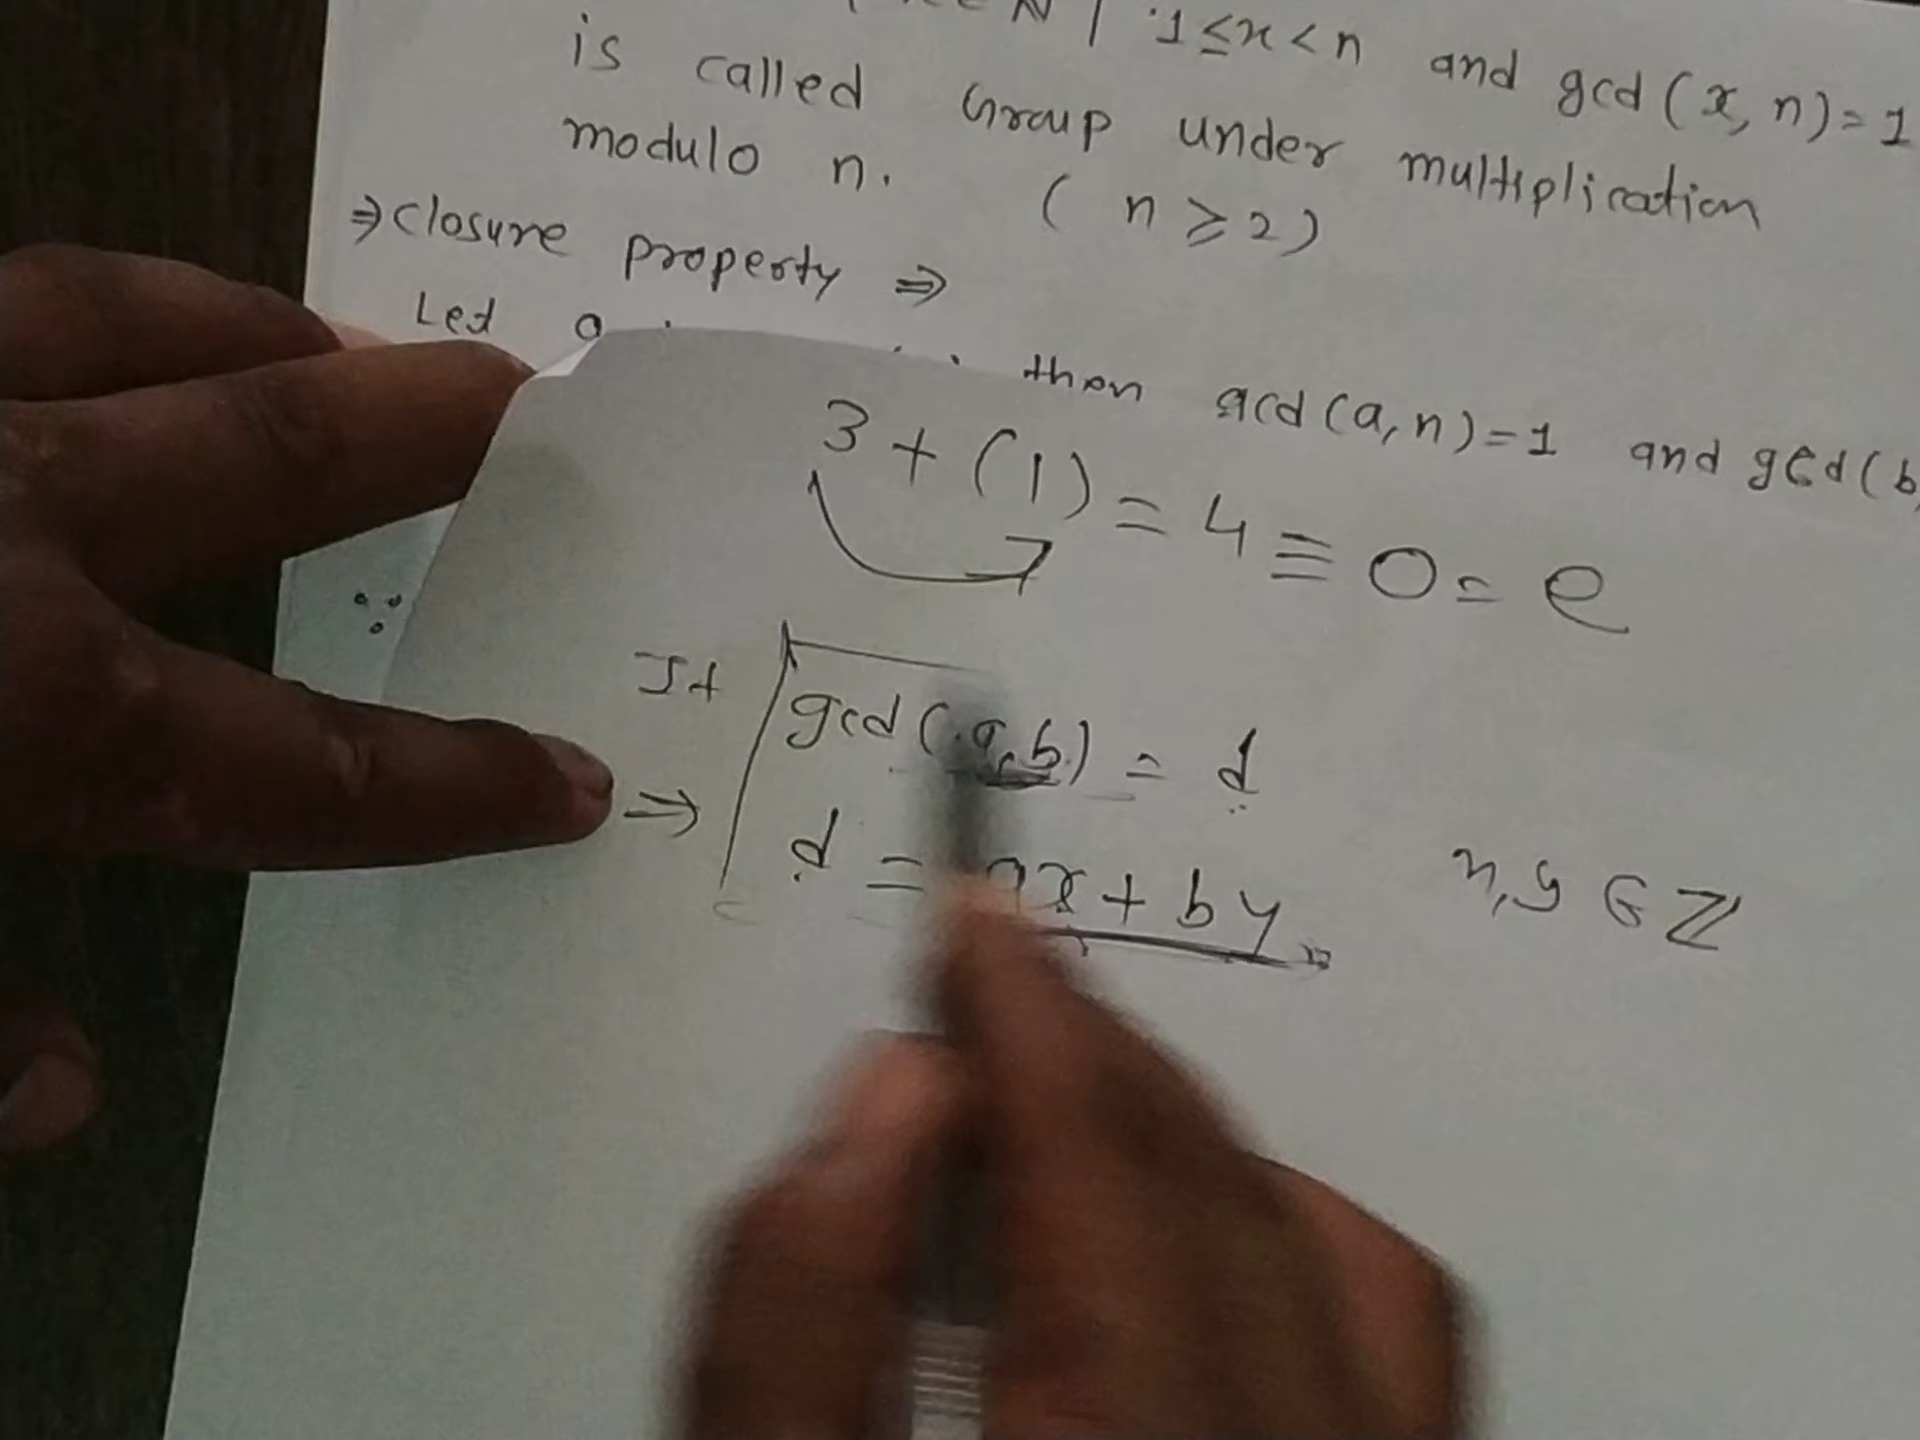 N | 1≤x<n and gcd(x, n)=1
is called Group under multiplication
modulo n. (n ≥ 2)
⇒ Closure property ⇒
Let a then gcd(a, n)=1 and gcd(b,
3 + (1) = 4 ≡ 0 = e
∵
If gcd(a, b) = d
⇒ d = ax + by x, y ∈ Z